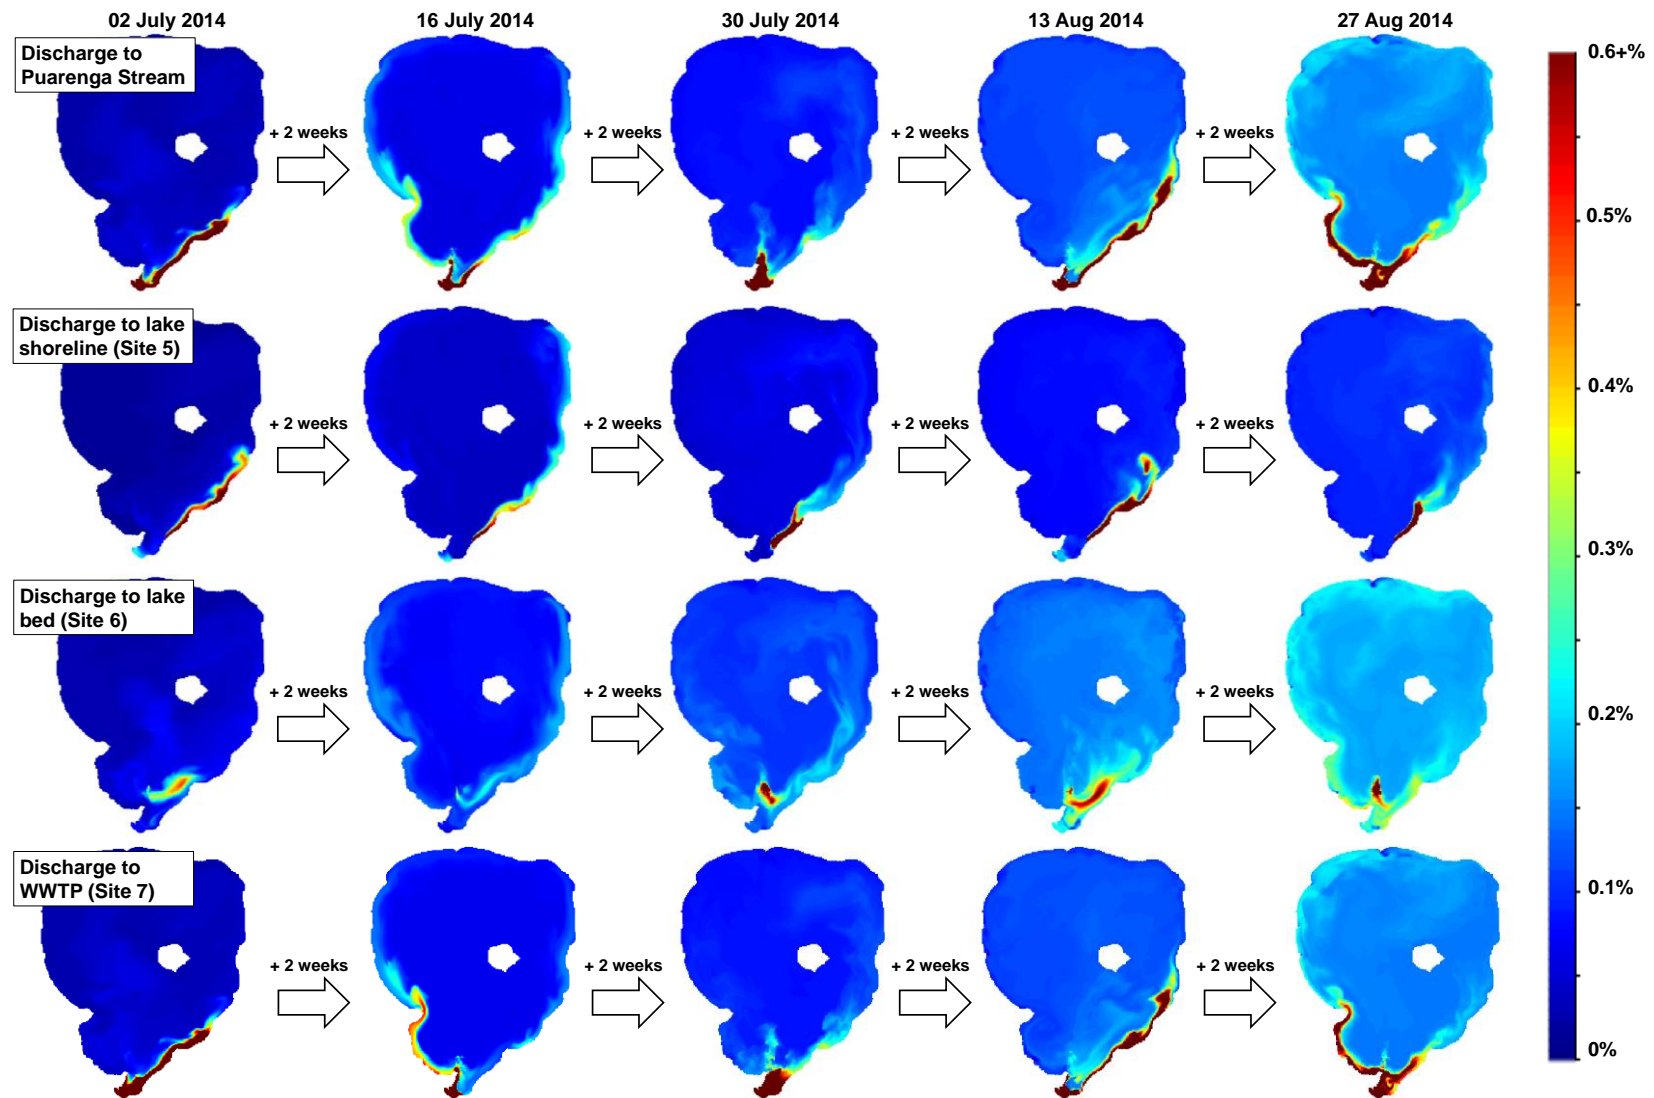 02 July 2014
16 July 2014
30 July 2014
13 Aug 2014
27 Aug 2014
Discharge to
Puarenga Stream
+ 2 weeks
+ 2 weeks
+ 2 weeks
+ 2 weeks
Discharge to lake
shoreline (Site 5)
+ 2 weeks
+ 2 weeks
+ 2 weeks
+ 2 weeks
Discharge to lake
bed (Site 6)
+ 2 weeks
+ 2 weeks
+ 2 weeks
+ 2 weeks
Discharge to
WWTP (Site 7)
+ 2 weeks
+ 2 weeks
+ 2 weeks
+ 2 weeks
0.6+%
0.5%
0.4%
0.3%
0.2%
0.1%
0%